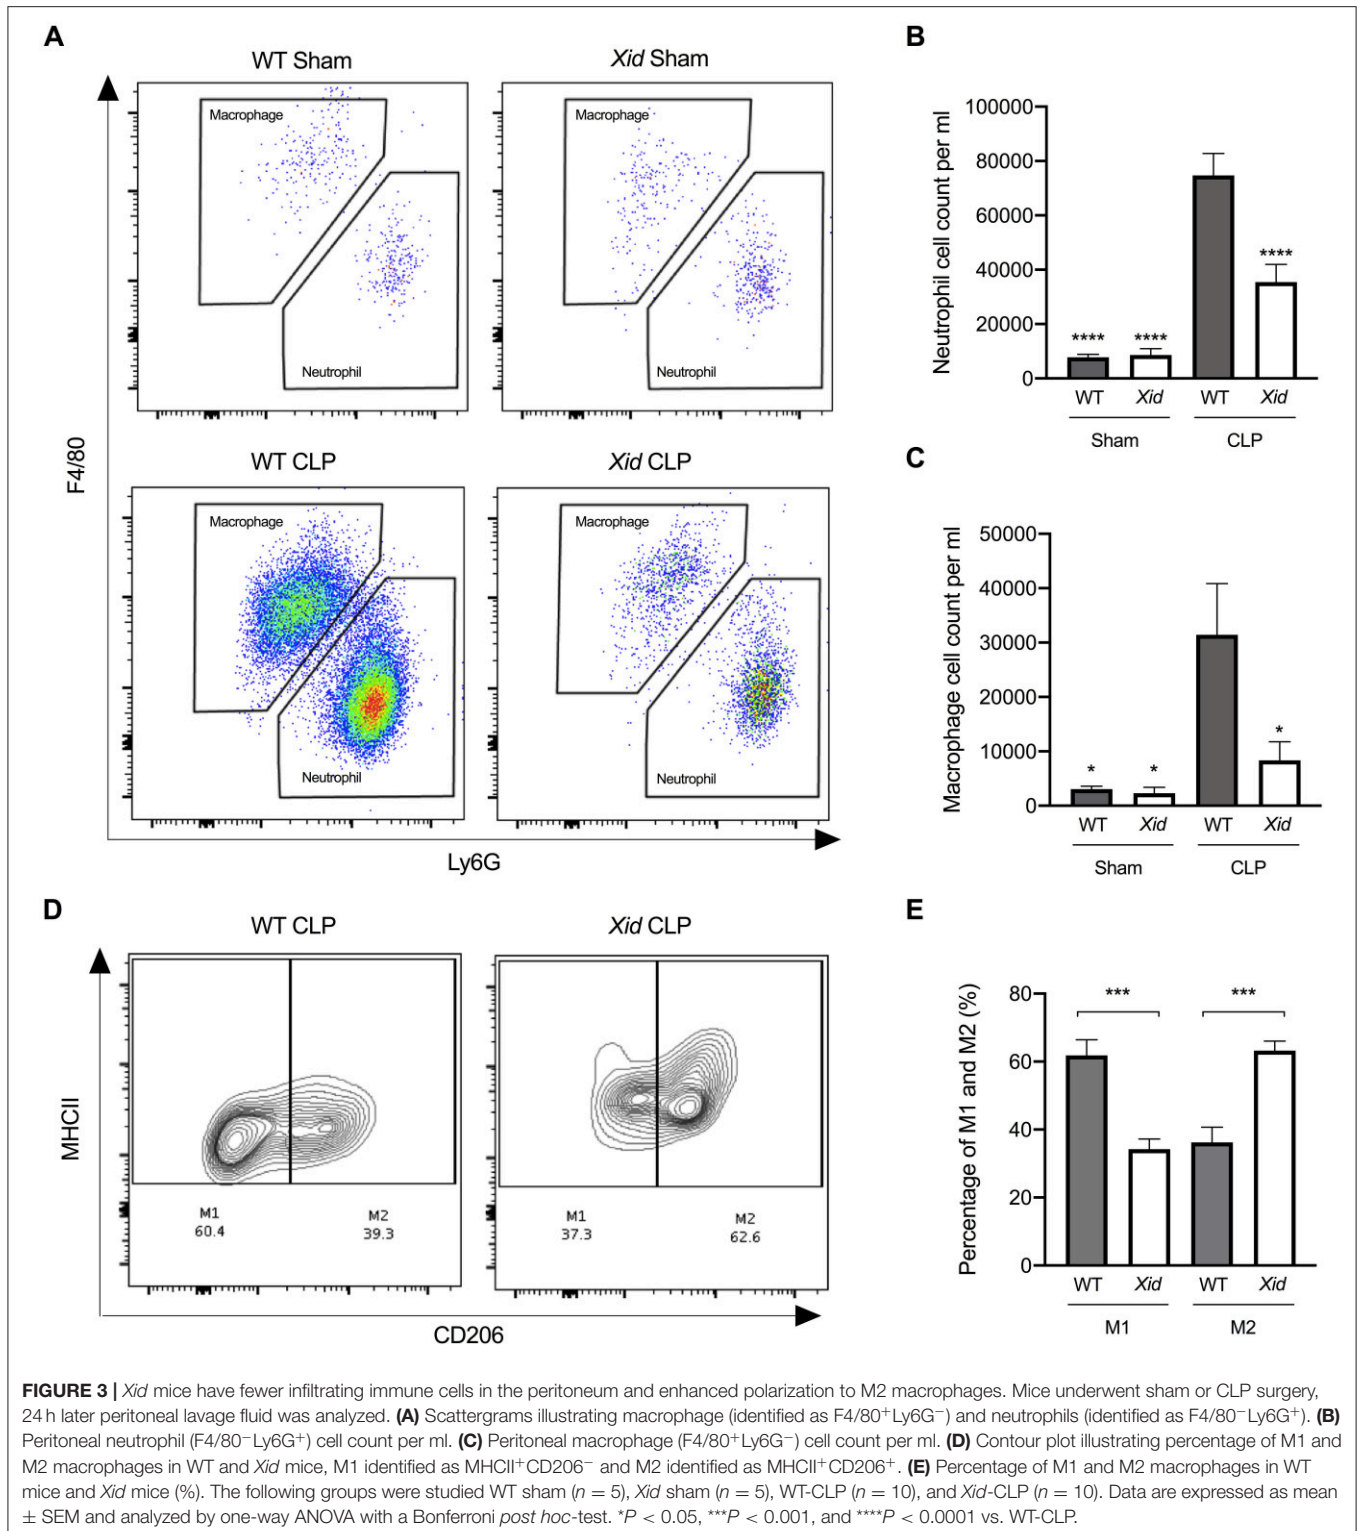 A
WT Sham
Xid Sham
Macrophage
Neutrophil
Macrophage
Neutrophil
WT CLP
Xid CLP
Macrophage
Neutrophil
Macrophage
Neutrophil
F4/80
Ly6G
B
Neutrophil cell count per ml
100000
80000
60000
40000
20000
0
****
****
****
WT
Xid
WT
Xid
Sham
CLP
C
Macrophage cell count per ml
50000
40000
30000
20000
10000
0
*
*
*
WT
Xid
WT
Xid
Sham
CLP
D
WT CLP
Xid CLP
MHCII
M1
60.4
M2
39.3
M1
37.3
M2
62.6
CD206
E
Percentage of M1 and M2 (%)
80
60
40
20
0
***
***
WT
Xid
WT
Xid
M1
M2
FIGURE 3 | Xid mice have fewer infiltrating immune cells in the peritoneum and enhanced polarization to M2 macrophages. Mice underwent sham or CLP surgery,
24 h later peritoneal lavage fluid was analyzed. (A) Scattergrams illustrating macrophage (identified as F4/80⁺Ly6G⁻) and neutrophils (identified as F4/80⁻Ly6G⁺). (B)
Peritoneal neutrophil (F4/80⁻Ly6G⁺) cell count per ml. (C) Peritoneal macrophage (F4/80⁺Ly6G⁻) cell count per ml. (D) Contour plot illustrating percentage of M1 and
M2 macrophages in WT and Xid mice, M1 identified as MHCII⁺CD206⁻ and M2 identified as MHCII⁺CD206⁺. (E) Percentage of M1 and M2 macrophages in WT
mice and Xid mice (%). The following groups were studied WT sham (n = 5), Xid sham (n = 5), WT-CLP (n = 10), and Xid-CLP (n = 10). Data are expressed as mean
± SEM and analyzed by one-way ANOVA with a Bonferroni post hoc-test. *P < 0.05, ***P < 0.001, and ****P < 0.0001 vs. WT-CLP.